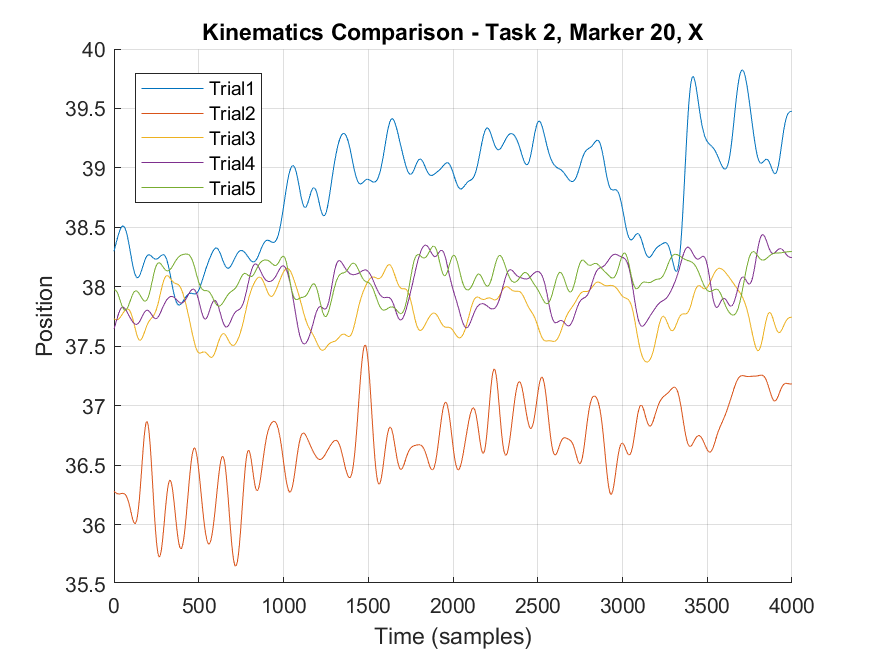 Kinematics Comparison - Task 2, Marker 20, X
40
39.5
39
38.5
38
37.5
37
36.5
36
35.5
Position
Trial1
Trial2
Trial3
Trial4
Trial5
0 500 1000 1500 2000 2500 3000 3500 4000
Time (samples)